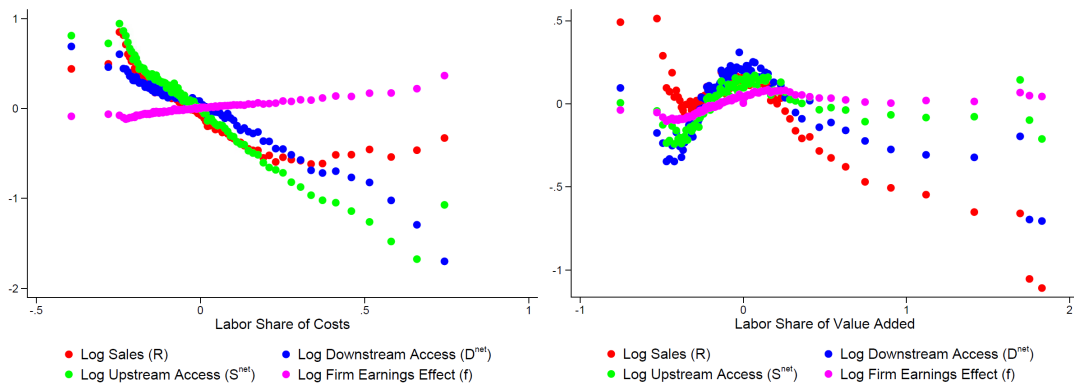 1
0
-1
-2
-.5
0
.5
1
Labor Share of Costs
Log Sales (R)
Log Downstream Access (D^net)
Log Upstream Access (S^net)
Log Firm Earnings Effect (f)
.5
0
-.5
-1
-1
0
1
2
Labor Share of Value Added
Log Sales (R)
Log Downstream Access (D^net)
Log Upstream Access (S^net)
Log Firm Earnings Effect (f)